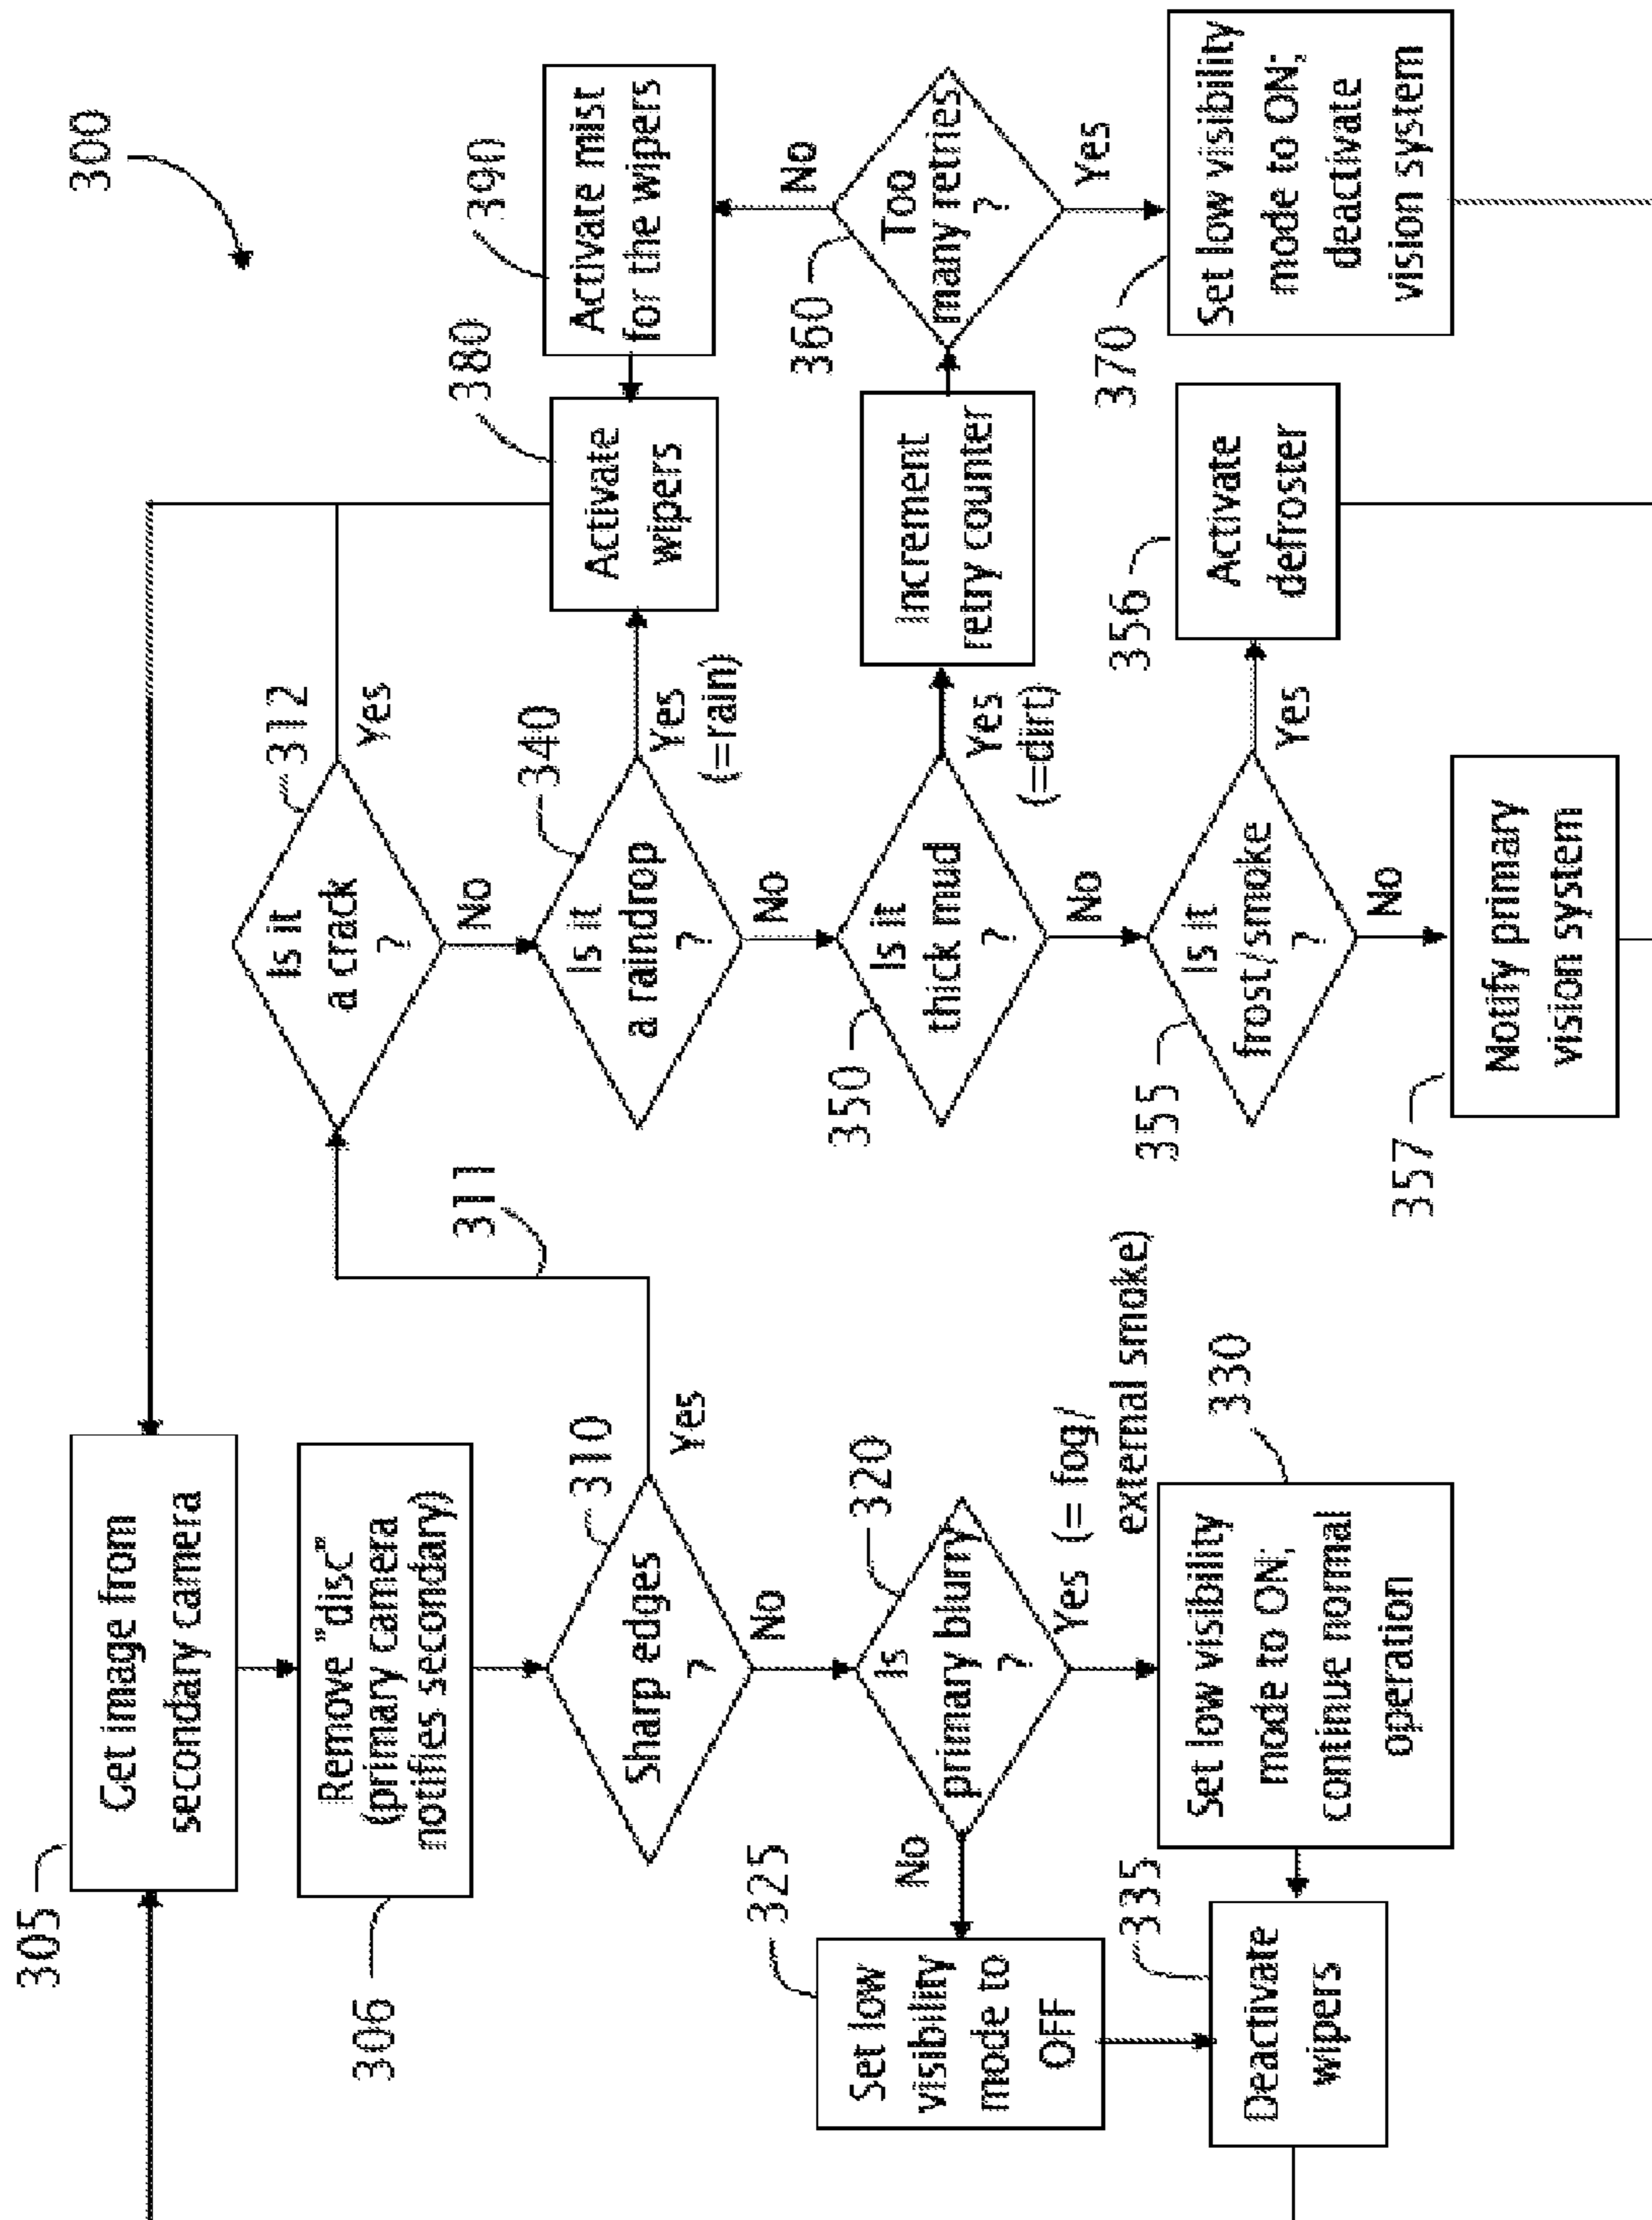 300
305
Get image from
secondary camera
306
Remove "disc"
(primary camera
notifies secondary)
310
Sharp edges
?
Yes
No
311
320
Is
primary blurry
?
No
Yes (= fog/
external smoke)
325
Set low
visibility
mode to
OFF
330
Set low visibility
mode to ON;
continue normal
operation
335
Deactivate
wipers
312
Is it
a crack
?
Yes
No
340
Is it
a raindrop
?
Yes
(=rain)
No
380
Activate
wipers
390
Activate mist
for the wipers
350
Is it
thick mud
?
Yes
(=dirt)
No
Increment
retry counter
360
Too
many retries
?
No
Yes
355
Is it
frost/smoke
?
Yes
No
356
Activate
defroster
370
Set low visibility
mode to ON;
deactivate
vision system
357
Notify primary
vision system